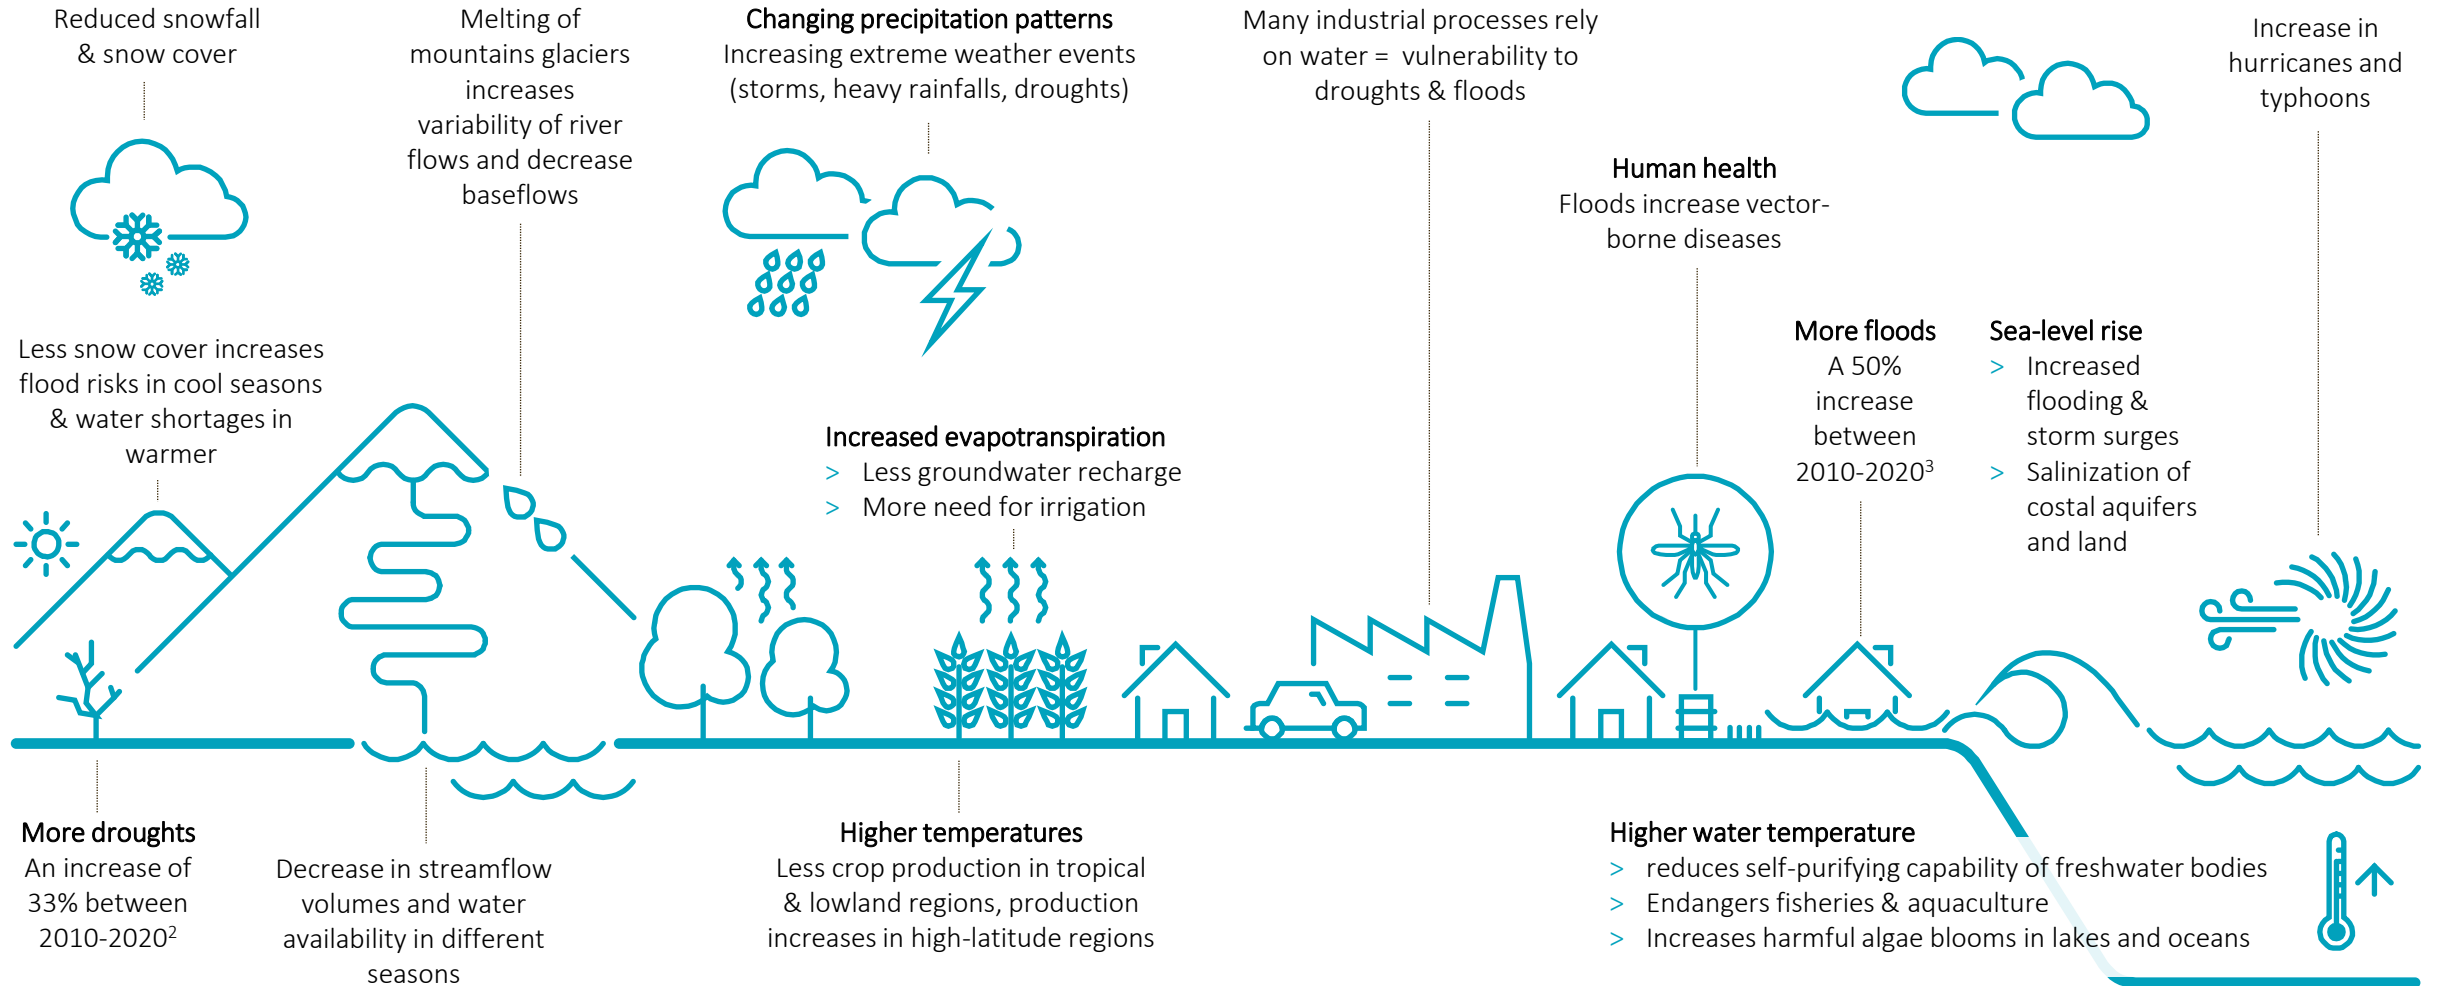 Reduced snowfall
& snow cover
Melting of
mountains glaciers
increases
variability of river
flows and decrease
baseflows
Changing precipitation patterns
Increasing extreme weather events
(storms, heavy rainfalls, droughts)
Many industrial processes rely
on water = vulnerability to
droughts & floods
Increase in
hurricanes and
typhoons
Human health
Floods increase vector-
borne diseases
Less snow cover increases
flood risks in cool seasons
& water shortages in
warmer
Increased evapotranspiration
> Less groundwater recharge
> More need for irrigation
More floods
A 50%
increase
between
2010-2020³
Sea-level rise
> Increased
flooding &
storm surges
> Salinization of
costal aquifers
and land
More droughts
An increase of
33% between
2010-2020²
Decrease in streamflow
volumes and water
availability in different
seasons
Higher temperatures
Less crop production in tropical
& lowland regions, production
increases in high-latitude regions
Higher water temperature
> reduces self-purifying capability of freshwater bodies
> Endangers fisheries & aquaculture
> Increases harmful algae blooms in lakes and oceans